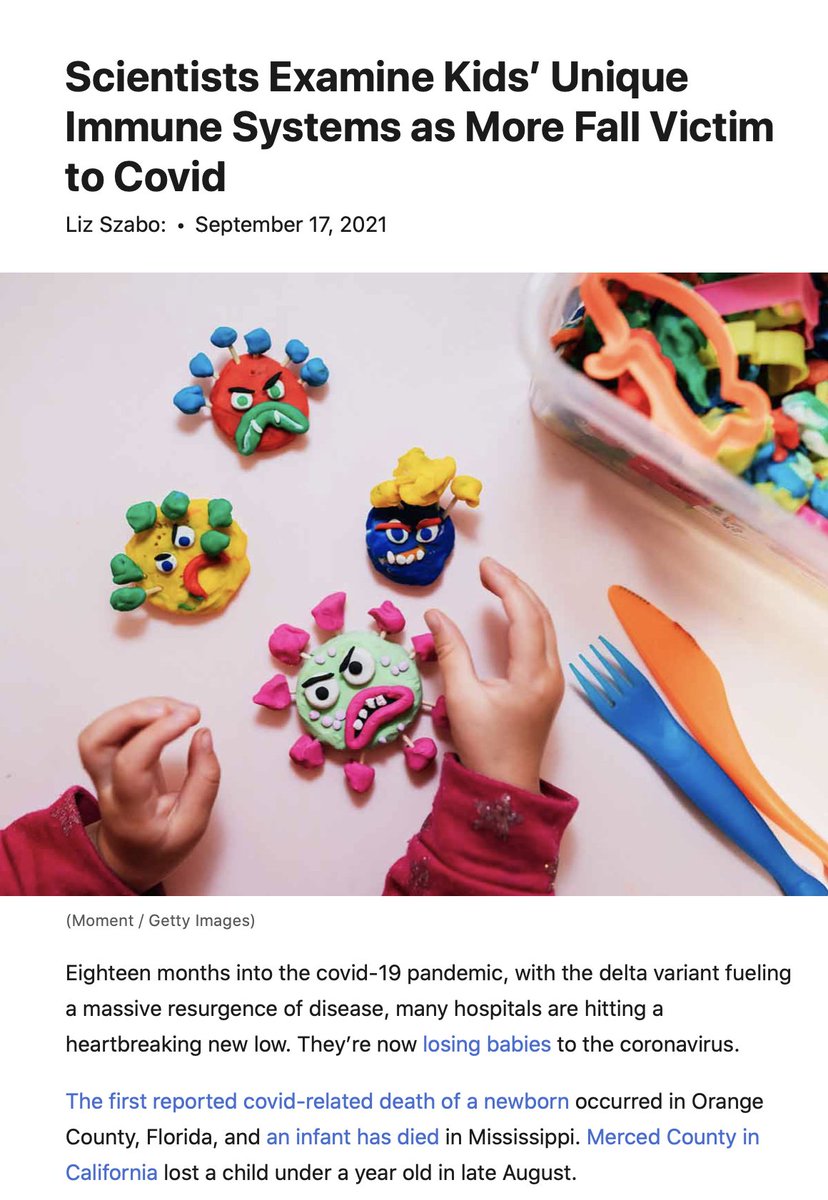 Scientists Examine Kids’ Unique
Immune Systems as More Fall Victim
to Covid
Liz Szabo: • September 17, 2021
(Moment / Getty Images)
Eighteen months into the covid-19 pandemic, with the delta variant fueling
a massive resurgence of disease, many hospitals are hitting a
heartbreaking new low. They’re now losing babies to the coronavirus.
The first reported covid-related death of a newborn occurred in Orange
County, Florida, and an infant has died in Mississippi. Merced County in
California lost a child under a year old in late August.